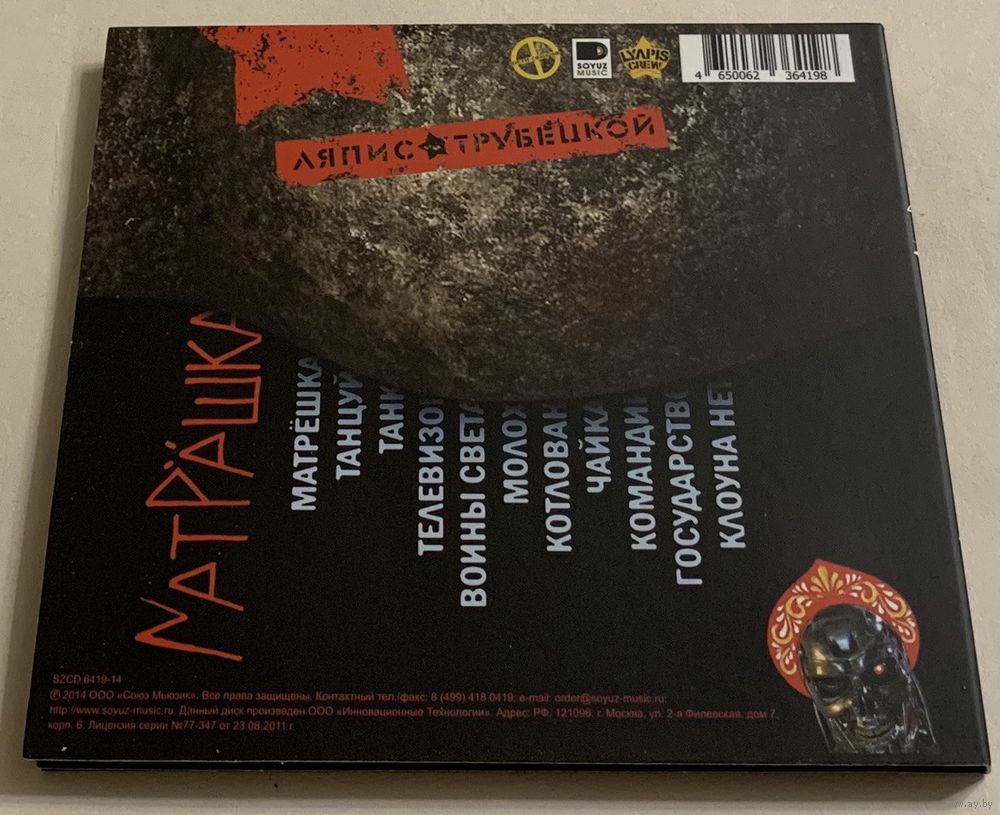 SOYUZ
MUSIC
LYAPIS
CREW
4 650062 364198
ЛЯПИС ТРУБЕЦКОЙ
МАТРЁШКА
МАТРЁШКА
ТАНЦУЙ
ТАНК
ТЕЛЕВИЗОР
ВОИНЫ СВЕТА
МОЛОХ
КОТЛОВАН
ЧАЙКА
КОМАНДИР
ГОСУДАРСТВО
КЛОУНА НЕТ
SZCD 6419-14
℗ 2014 ООО «Союз Мьюзик». Все права защищены. Контактный тел./факс: 8 (499) 418 0419; e-mail: order@soyuz-music.ru;
http://www.soyuz-music.ru. Данный диск произведен ООО «Инновационные Технологии». Адрес: РФ, 121096: г. Москва, ул. 2-я Филевская, дом 7,
корп. 6. Лицензия серии №77-347 от 23.08.2011 г.
www.ay.by